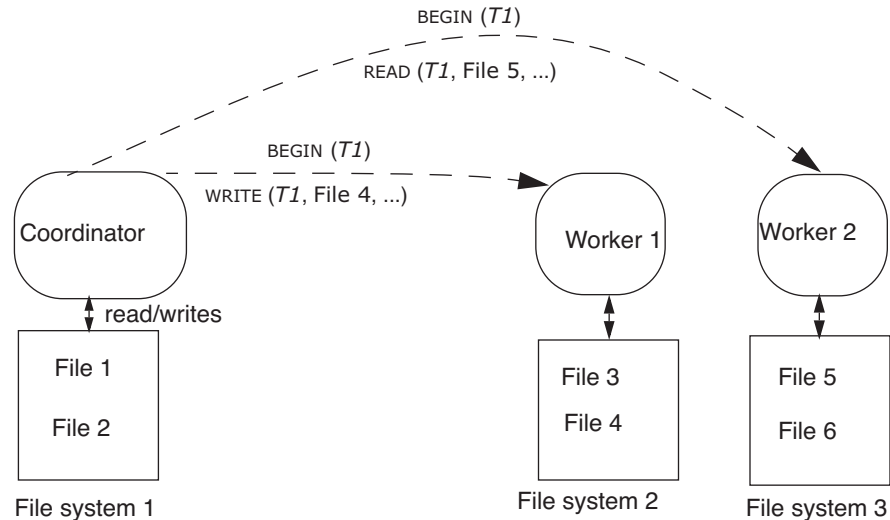 BEGIN (T1)
READ (T1, File 5, ...)
BEGIN (T1)
WRITE (T1, File 4, ...)
Coordinator
Worker 1
Worker 2
read/writes
File 1
File 2
File 3
File 4
File 5
File 6
File system 1
File system 2
File system 3